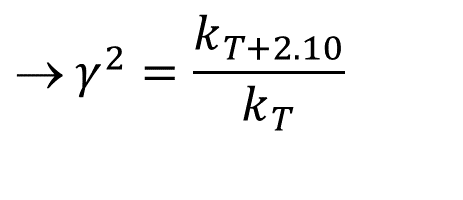 → γ² = k_{T+2.10} / k_T